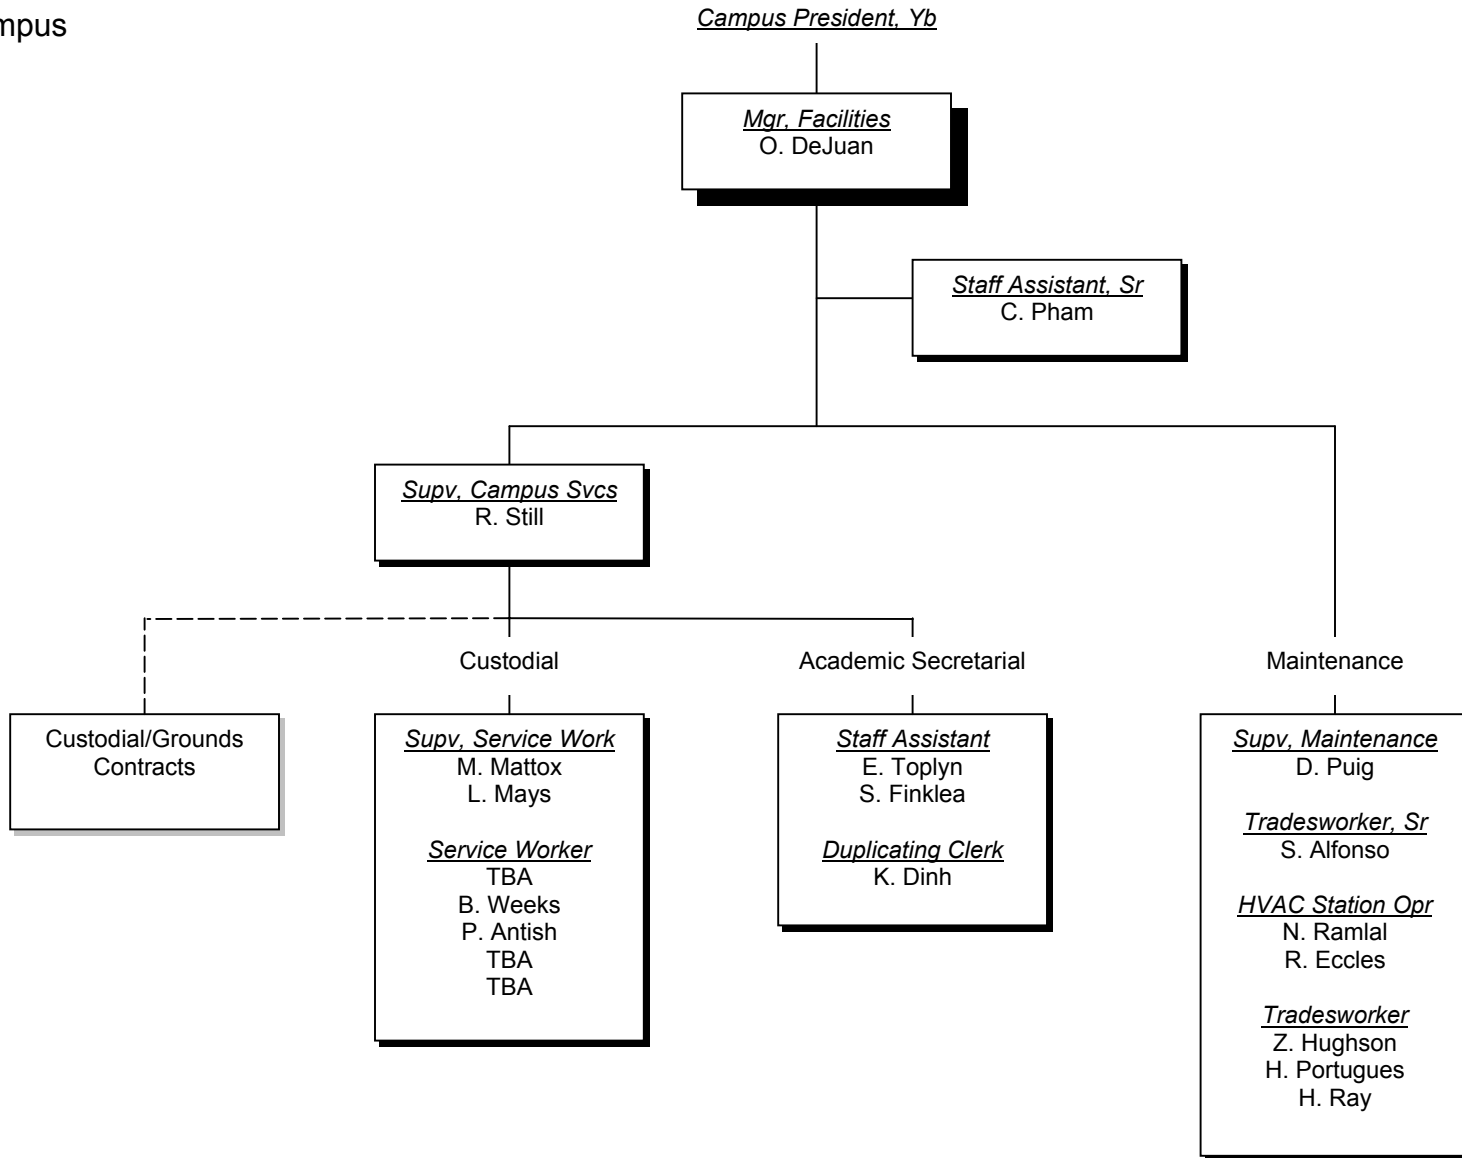 mpus
Campus President, Yb
Mgr, Facilities
O. DeJuan
Staff Assistant, Sr
C. Pham
Supv, Campus Svcs
R. Still
Custodial
Academic Secretarial
Maintenance
Custodial/Grounds
Contracts
Supv, Service Work
M. Mattox
L. Mays
Service Worker
TBA
B. Weeks
P. Antish
TBA
TBA
Staff Assistant
E. Toplyn
S. Finklea
Duplicating Clerk
K. Dinh
Supv, Maintenance
D. Puig
Tradesworker, Sr
S. Alfonso
HVAC Station Opr
N. Ramlal
R. Eccles
Tradesworker
Z. Hughson
H. Portugues
H. Ray